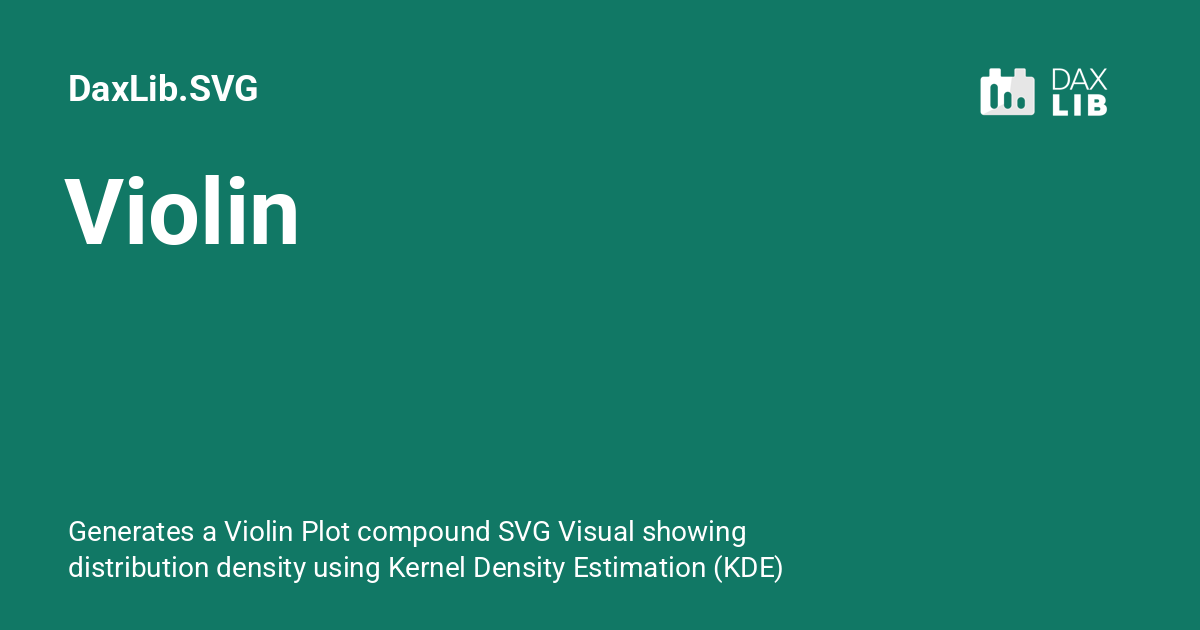 DaxLib.SVG
DAX
LIB
Violin
Generates a Violin Plot compound SVG Visual showing
distribution density using Kernel Density Estimation (KDE)